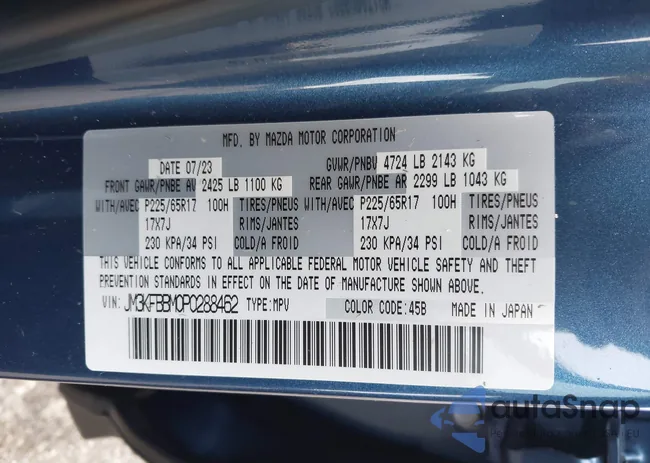 MFD. BY MAZDA MOTOR CORPORATION
DATE 07/23 GVWR/PNBV 4724 LB 2143 KG
FRONT GAWR/PNBE AV 2425 LB 1100 KG REAR GAWR/PNBE AR 2299 LB 1043 KG
WITH/AVEC P225/65R17 100H TIRES/PNEUS WITH/AVEC P225/65R17 100H TIRES/PNEUS
17X7J RIMS/JANTES 17X7J RIMS/JANTES
230 KPA/34 PSI COLD/A FROID 230 KPA/34 PSI COLD/A FROID
THIS VEHICLE CONFORMS TO ALL APPLICABLE FEDERAL MOTOR VEHICLE SAFETY AND THEFT
PREVENTION STANDARDS IN EFFECT ON THE DATE OF MANUFACTURE SHOWN ABOVE.
VIN: JM3KFBBM0P0288462 TYPE:MPV COLOR CODE:45B MADE IN JAPAN
autoSnap